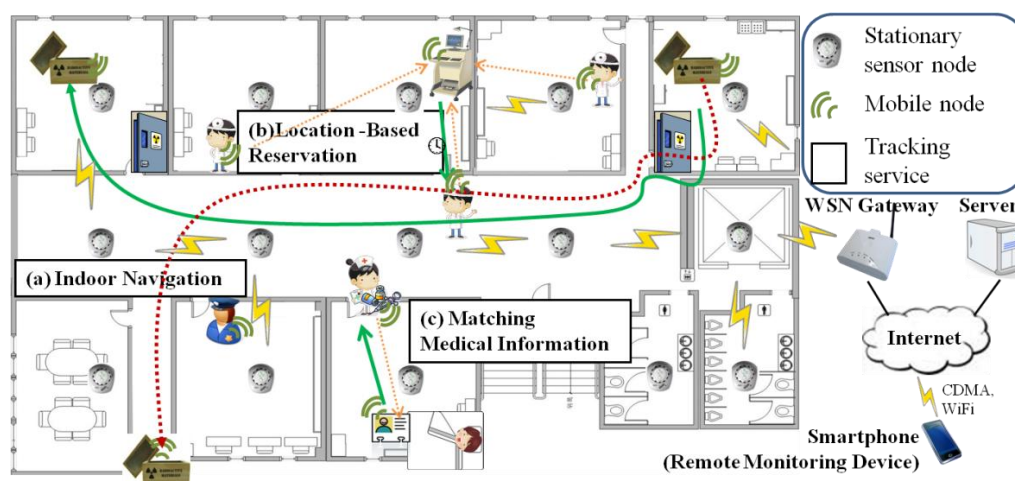 Stationary
sensor node
Mobile node
Tracking
service
(b)Location -Based
Reservation
WSN Gateway
Server
(a) Indoor Navigation
(c) Matching
Medical Information
Internet
CDMA,
WiFi
Smartphone
(Remote Monitoring Device)